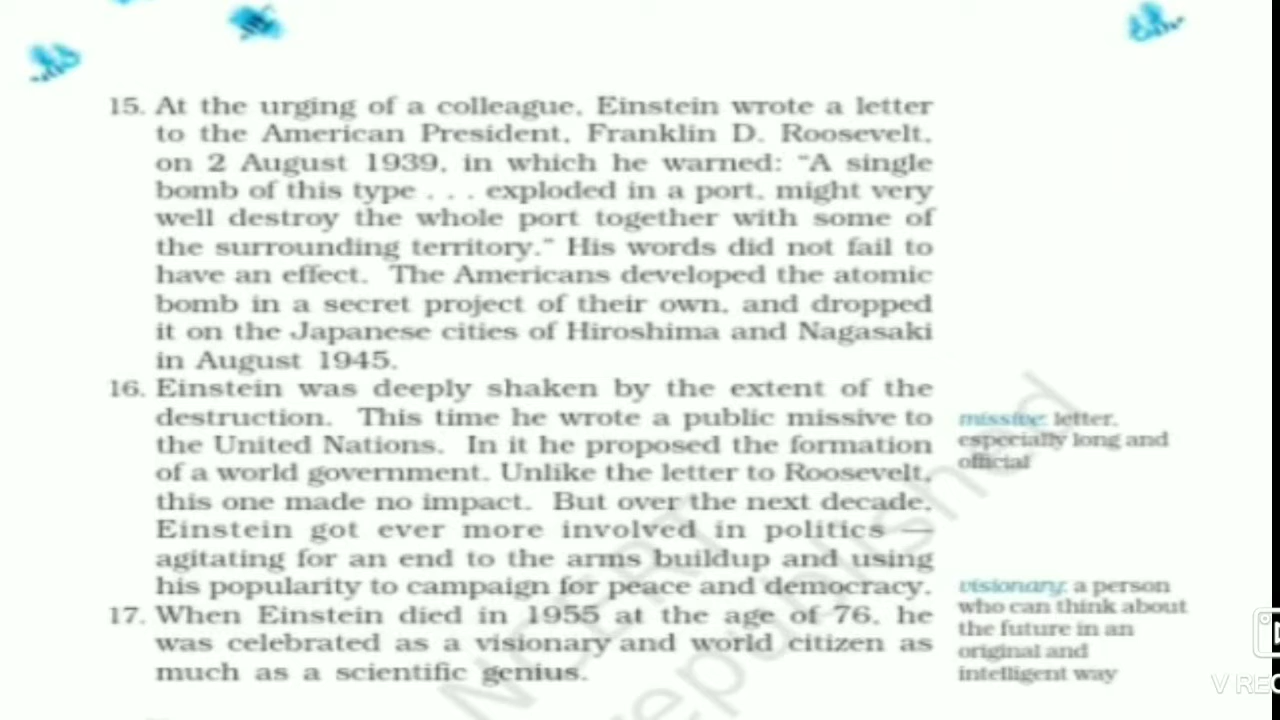 15. At the urging of a colleague, Einstein wrote a letter
to the American President, Franklin D. Roosevelt,
on 2 August 1939, in which he warned: “A single
bomb of this type . . . exploded in a port, might very
well destroy the whole port together with some of
the surrounding territory.” His words did not fail to
have an effect. The Americans developed the atomic
bomb in a secret project of their own, and dropped
it on the Japanese cities of Hiroshima and Nagasaki
in August 1945.
16. Einstein was deeply shaken by the extent of the
destruction. This time he wrote a public missive to
the United Nations. In it he proposed the formation
of a world government. Unlike the letter to Roosevelt,
this one made no impact. But over the next decade,
Einstein got ever more involved in politics —
agitating for an end to the arms buildup and using
his popularity to campaign for peace and democracy.
17. When Einstein died in 1955 at the age of 76, he
was celebrated as a visionary and world citizen as
much as a scientific genius.
missive: letter,
especially long and
official
visionary: a person
who can think about
the future in an
original and
intelligent way
NCERT
republished
V REC